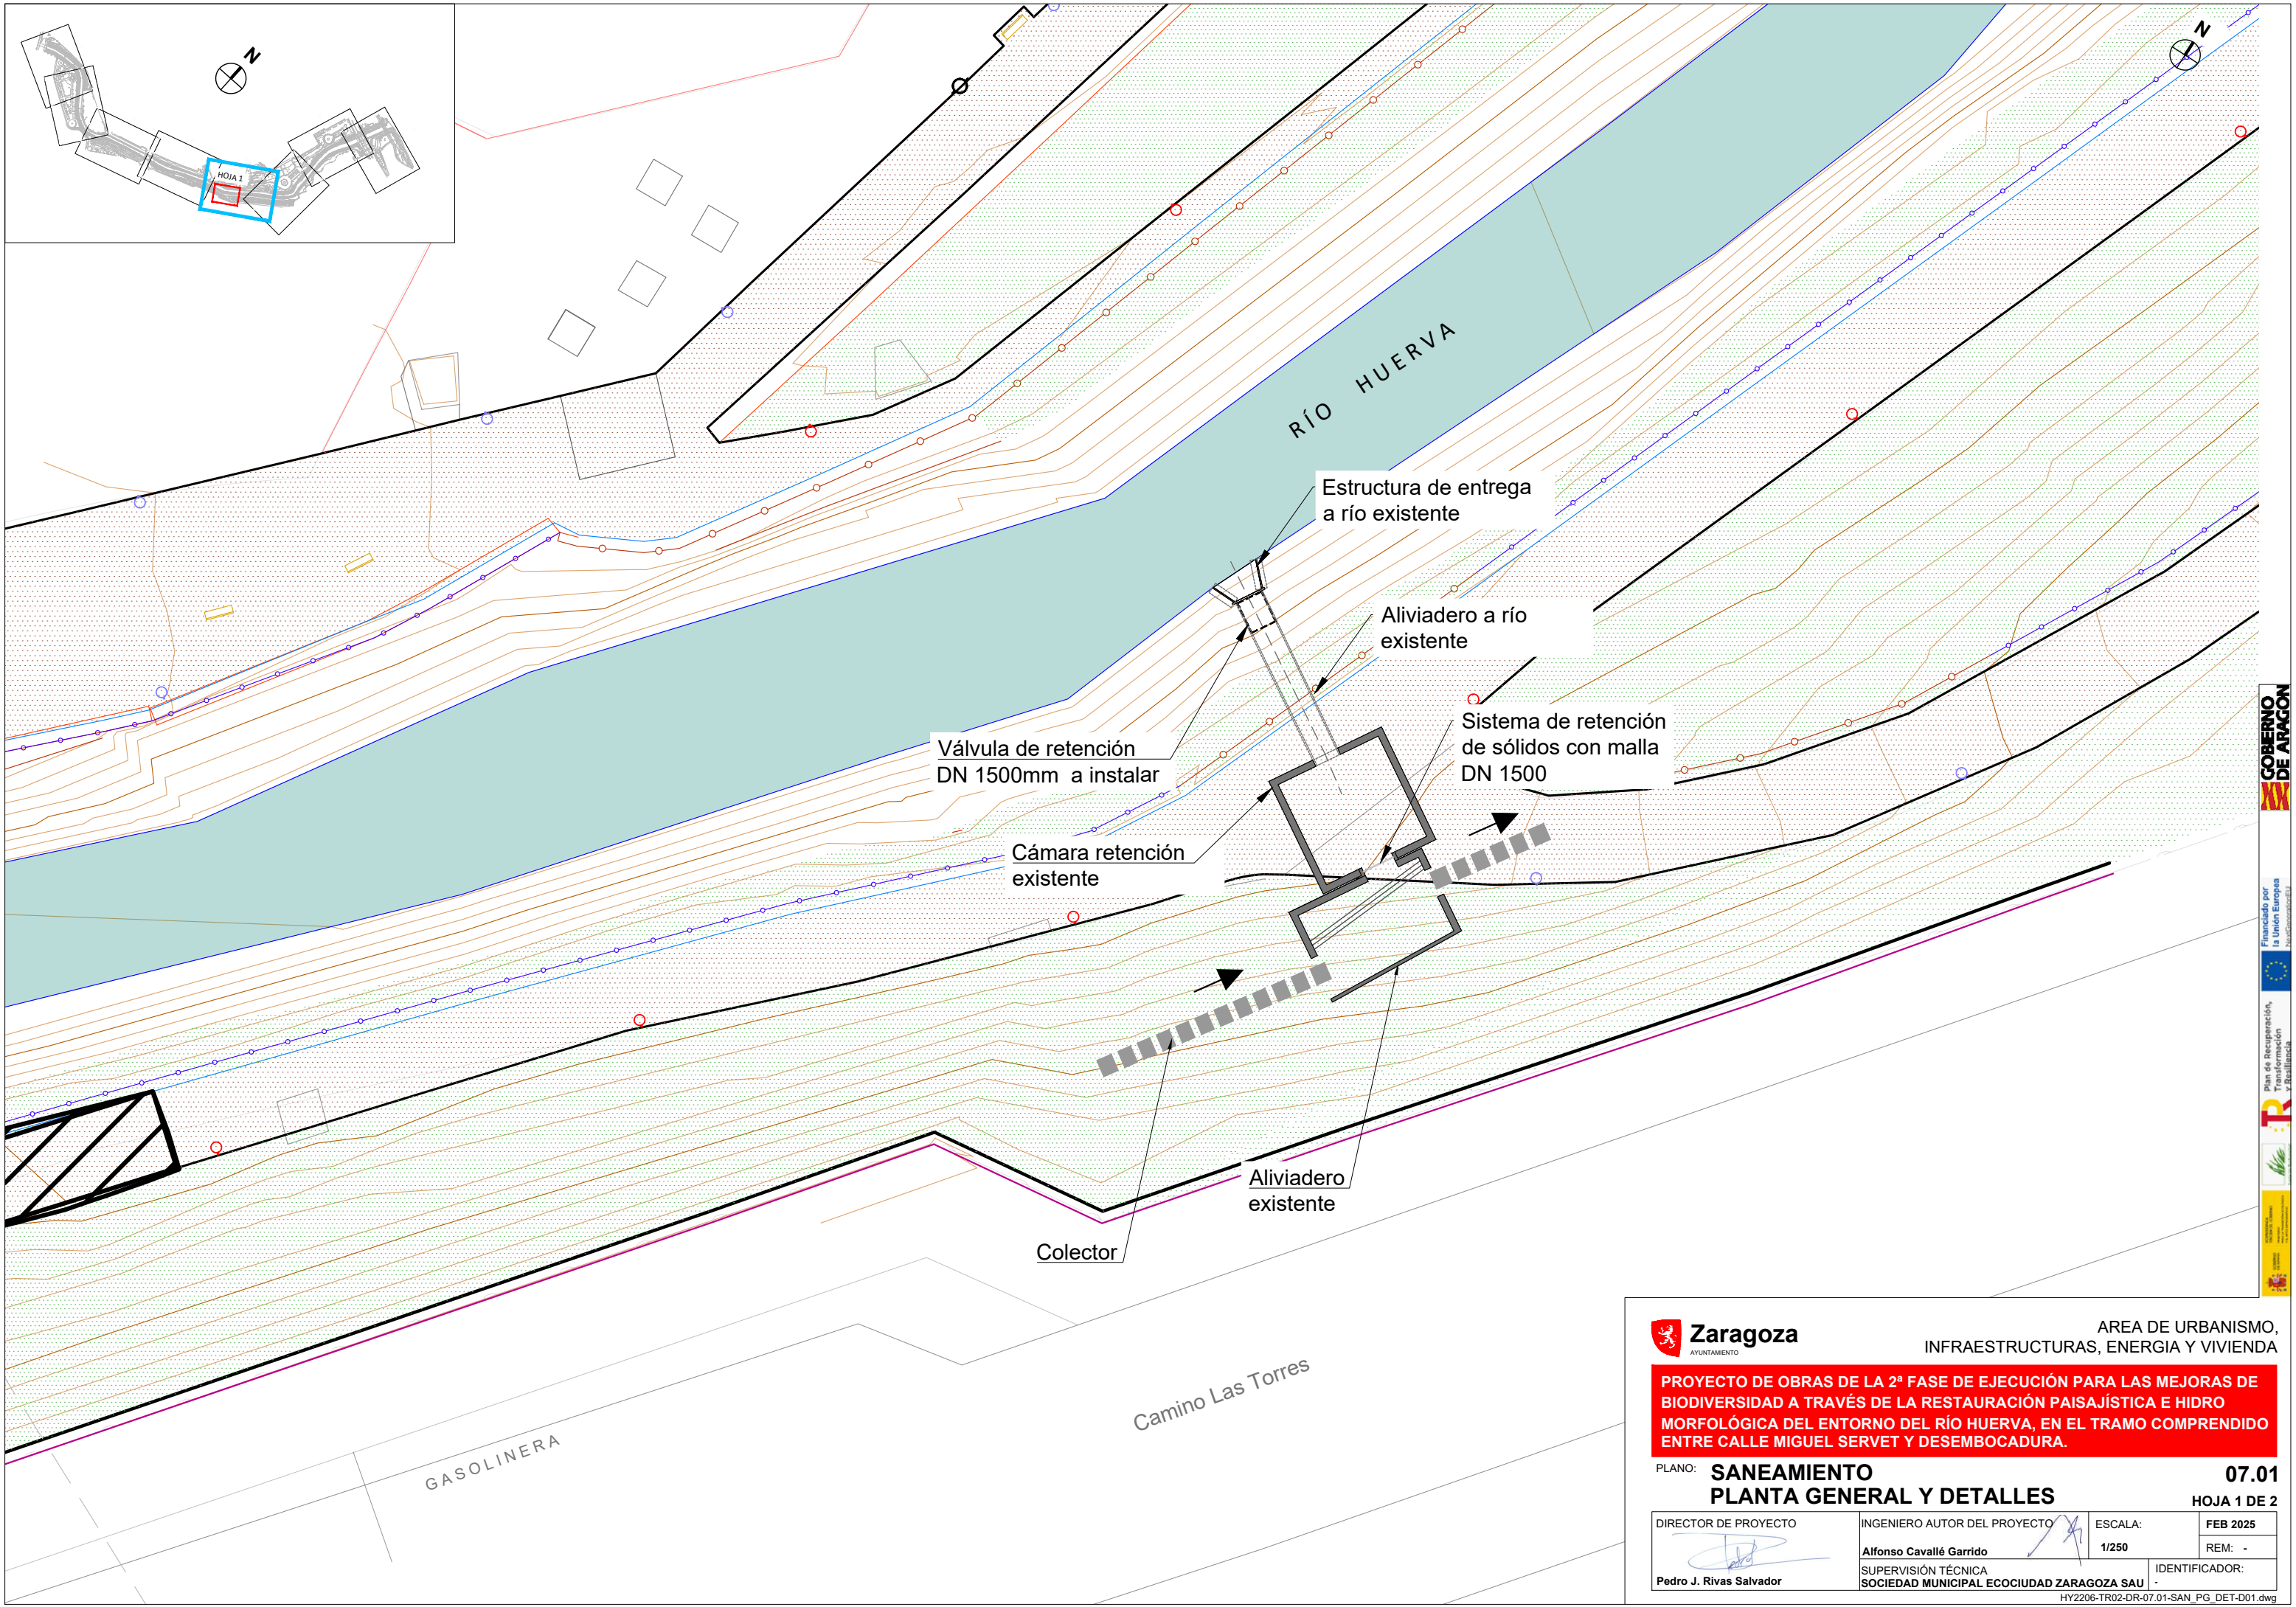 N
HOJA 1
N
RÍO HUERVA
Estructura de entrega
a río existente
Aliviadero a río
existente
Sistema de retención
de sólidos con malla
DN 1500
Válvula de retención
DN 1500mm a instalar
Cámara retención
existente
Aliviadero
existente
Colector
Camino Las Torres
GASOLINERA
GOBIERNO
DE ARAGON
Financiado por
la Unión Europea
NextGenerationEU
Plan de Recuperación,
Transformación
y Resiliencia
Zaragoza
AYUNTAMIENTO
AREA DE URBANISMO,
INFRAESTRUCTURAS, ENERGIA Y VIVIENDA
PROYECTO DE OBRAS DE LA 2ª FASE DE EJECUCIÓN PARA LAS MEJORAS DE
BIODIVERSIDAD A TRAVÉS DE LA RESTAURACIÓN PAISAJÍSTICA E HIDRO
MORFOLÓGICA DEL ENTORNO DEL RÍO HUERVA, EN EL TRAMO COMPRENDIDO
ENTRE CALLE MIGUEL SERVET Y DESEMBOCADURA.
PLANO: SANEAMIENTO
PLANTA GENERAL Y DETALLES
07.01
HOJA 1 DE 2
DIRECTOR DE PROYECTO
Pedro J. Rivas Salvador
INGENIERO AUTOR DEL PROYECTO
Alfonso Cavallé Garrido
ESCALA:
1/250
FEB 2025
REM: -
SUPERVISIÓN TÉCNICA
SOCIEDAD MUNICIPAL ECOCIUDAD ZARAGOZA SAU
IDENTIFICADOR:
-
HY2206-TR02-DR-07.01-SAN_PG_DET-D01.dwg